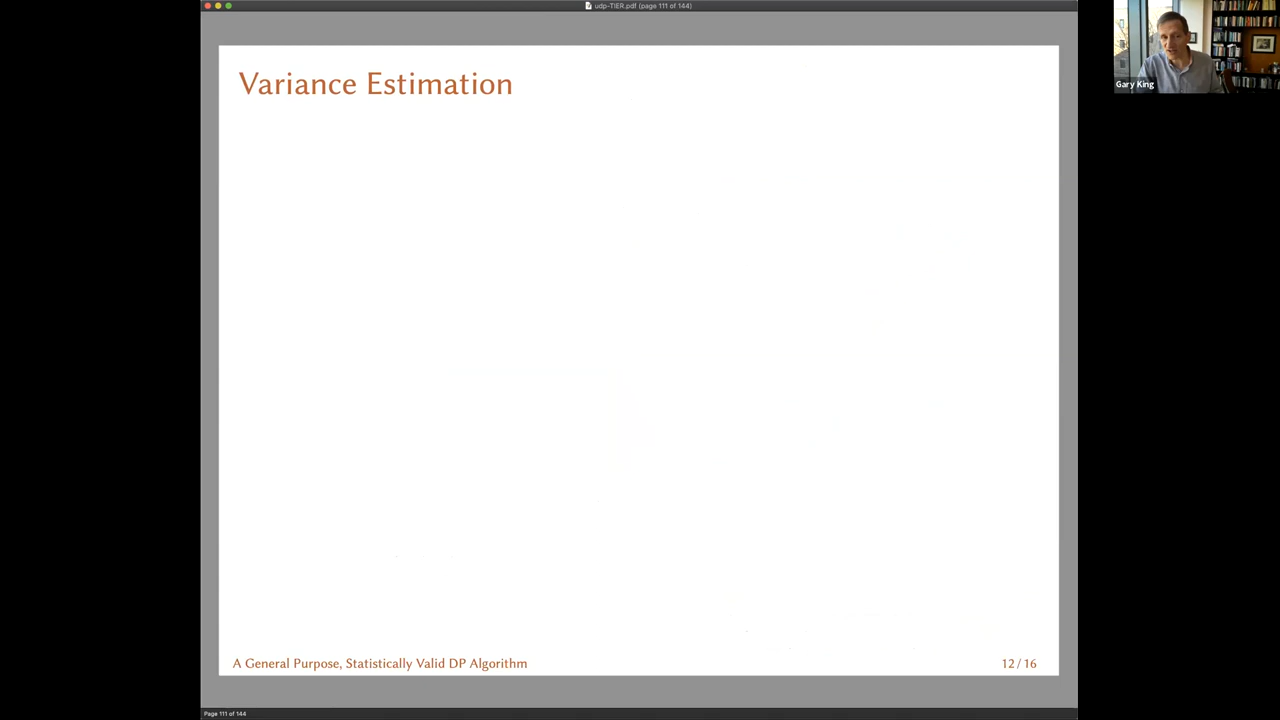 udp-TIER.pdf (page 111 of 144)
Gary King
Variance Estimation
A General Purpose, Statistically Valid DP Algorithm
12 / 16
Page 111 of 144